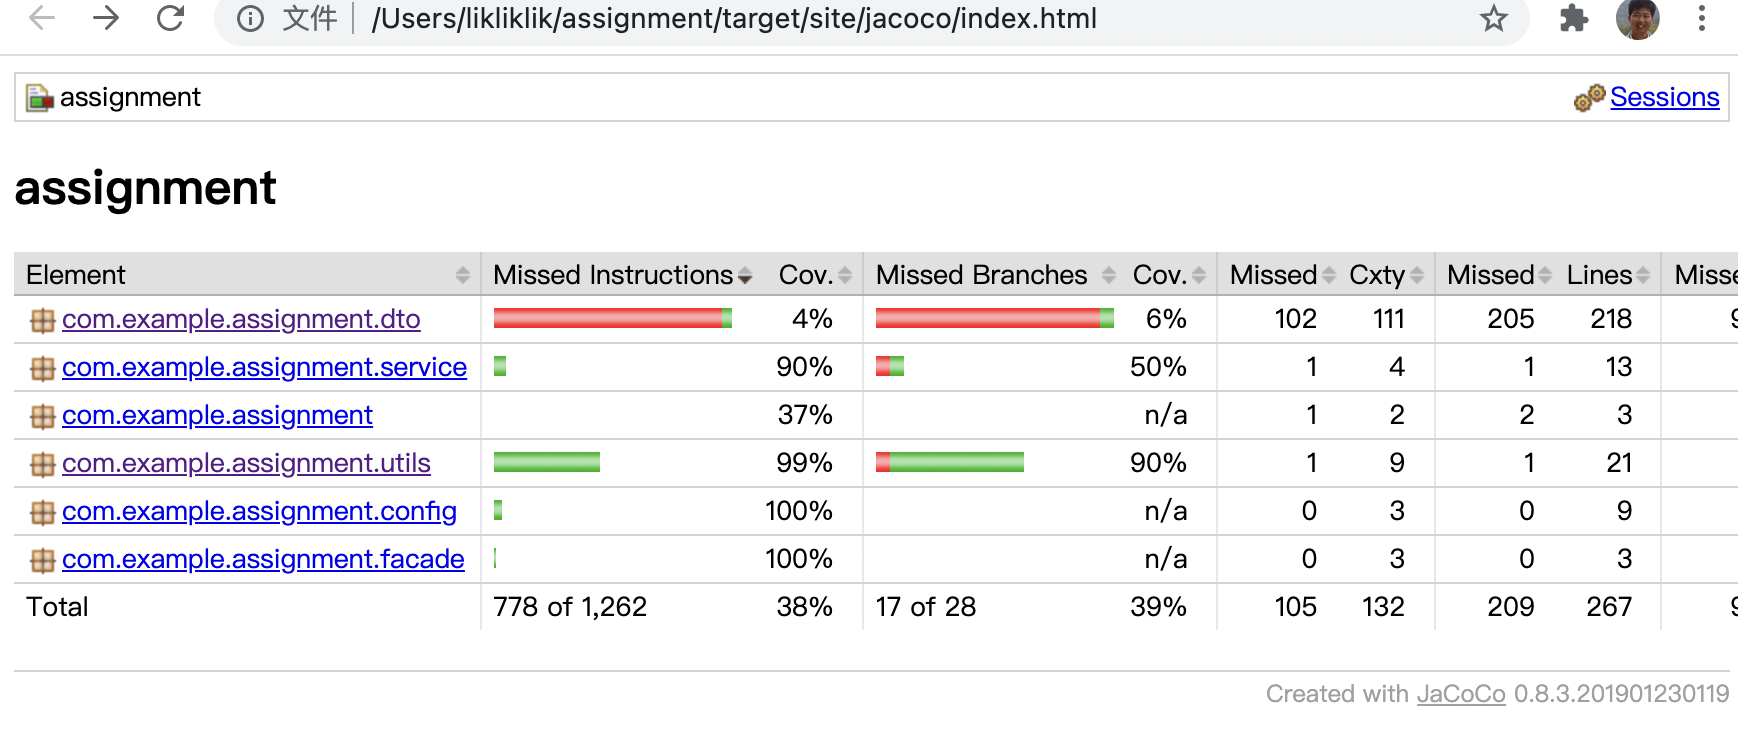 文件 /Users/likliklik/assignment/target/site/jacoco/index.html
assignment Sessions
assignment
Element Missed Instructions Cov. Missed Branches Cov. Missed Cxty Missed Lines Misse
com.example.assignment.dto 4% 6% 102 111 205 218
com.example.assignment.service 90% 50% 1 4 1 13
com.example.assignment 37% n/a 1 2 2 3
com.example.assignment.utils 99% 90% 1 9 1 21
com.example.assignment.config 100% n/a 0 3 0 9
com.example.assignment.facade 100% n/a 0 3 0 3
Total 778 of 1,262 38% 17 of 28 39% 105 132 209 267
Created with JaCoCo 0.8.3.201901230119